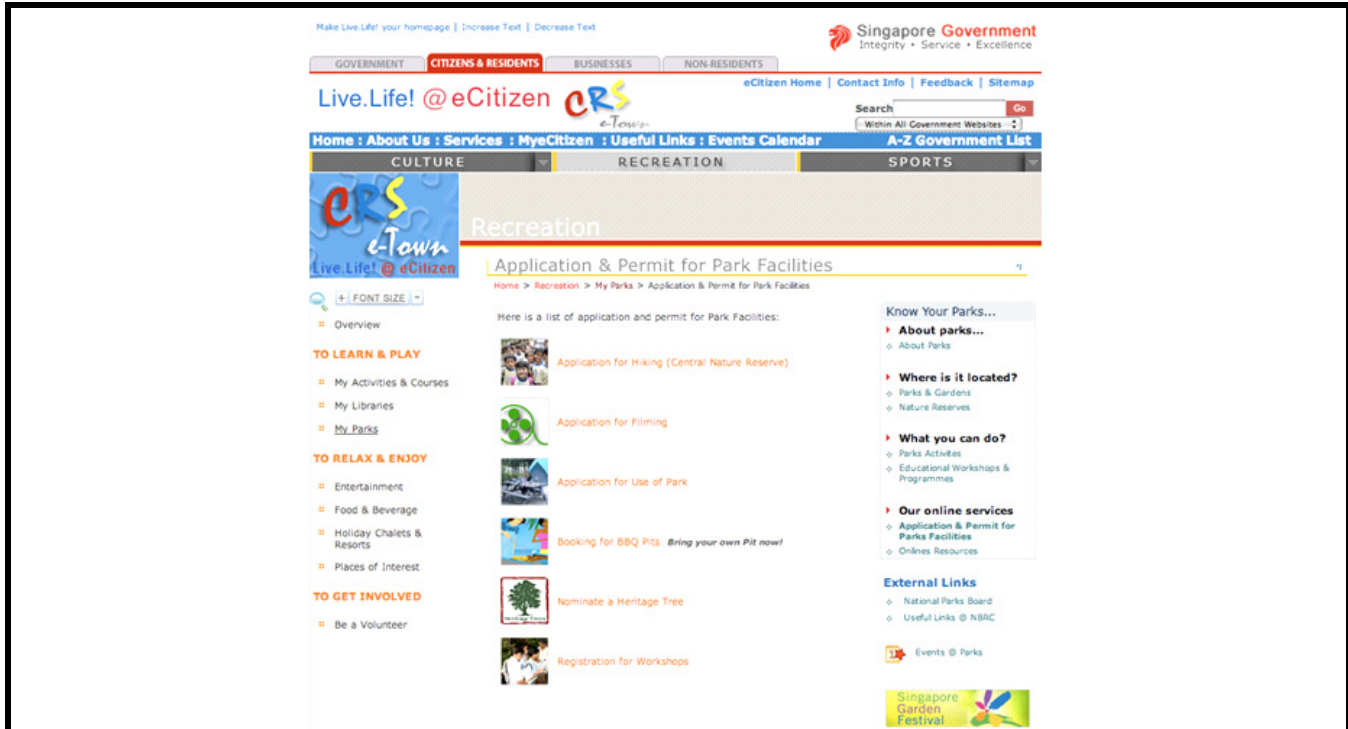 Make Live.Life! your homepage | Increase Text | Decrease Text
Singapore Government
Integrity • Service • Excellence
GOVERNMENT
CITIZENS & RESIDENTS
BUSINESSES
NON-RESIDENTS
eCitizen Home | Contact Info | Feedback | Sitemap
Live.Life! @ eCitizen
CRS
e-Town
Search
Go
Within All Government Websites
Home : About Us : Services : MyeCitizen : Useful Links : Events Calendar
A-Z Government List
CULTURE
RECREATION
SPORTS
CRS
e-Town
Live.Life! @ eCitizen
Recreation
Application & Permit for Park Facilities
Home > Recreation > My Parks > Application & Permit for Park Facilities
+ FONT SIZE -
Overview
TO LEARN & PLAY
My Activities & Courses
My Libraries
My Parks
TO RELAX & ENJOY
Entertainment
Food & Beverage
Holiday Chalets &
Resorts
Places of Interest
TO GET INVOLVED
Be a Volunteer
Here is a list of application and permit for Park Facilities:
Application for Hiking (Central Nature Reserve)
Application for Filming
Application for Use of Park
Booking for BBQ Pits Bring your own Pit now!
Heritage Trees
Nominate a Heritage Tree
Registration for Workshops
Know Your Parks...
About parks...
About Parks
Where is it located?
Parks & Gardens
Nature Reserves
What you can do?
Parks Activites
Educational Workshops &
Programmes
Our online services
Application & Permit for
Parks Facilities
Onlines Resources
External Links
National Parks Board
Useful Links @ NBRC
Events @ Parks
Singapore
Garden
Festival